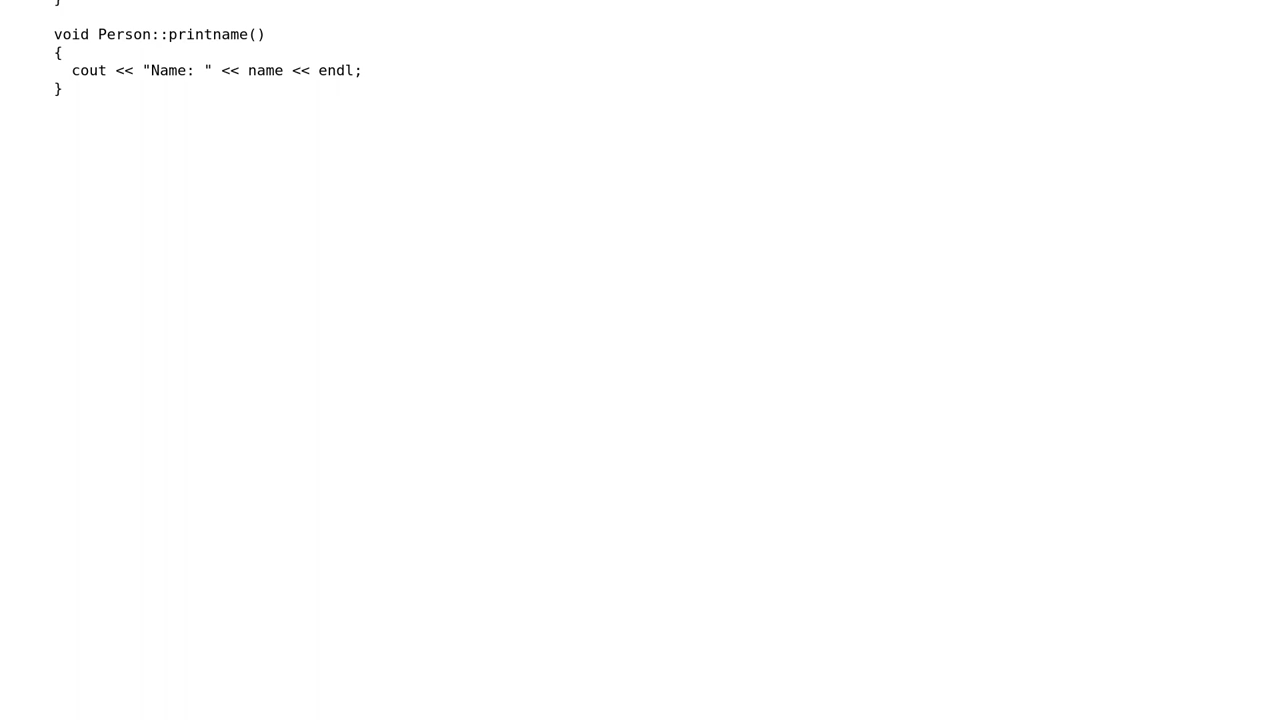 }
void Person::printname()
{
cout << "Name: " << name << endl;
}